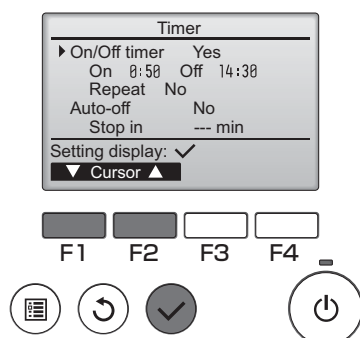 Timer
On/Off timer Yes
On 8:50 Off 14:30
Repeat No
Auto-off No
Stop in --- min
Setting display: ✓
▼ Cursor ▲
F1 F2 F3 F4